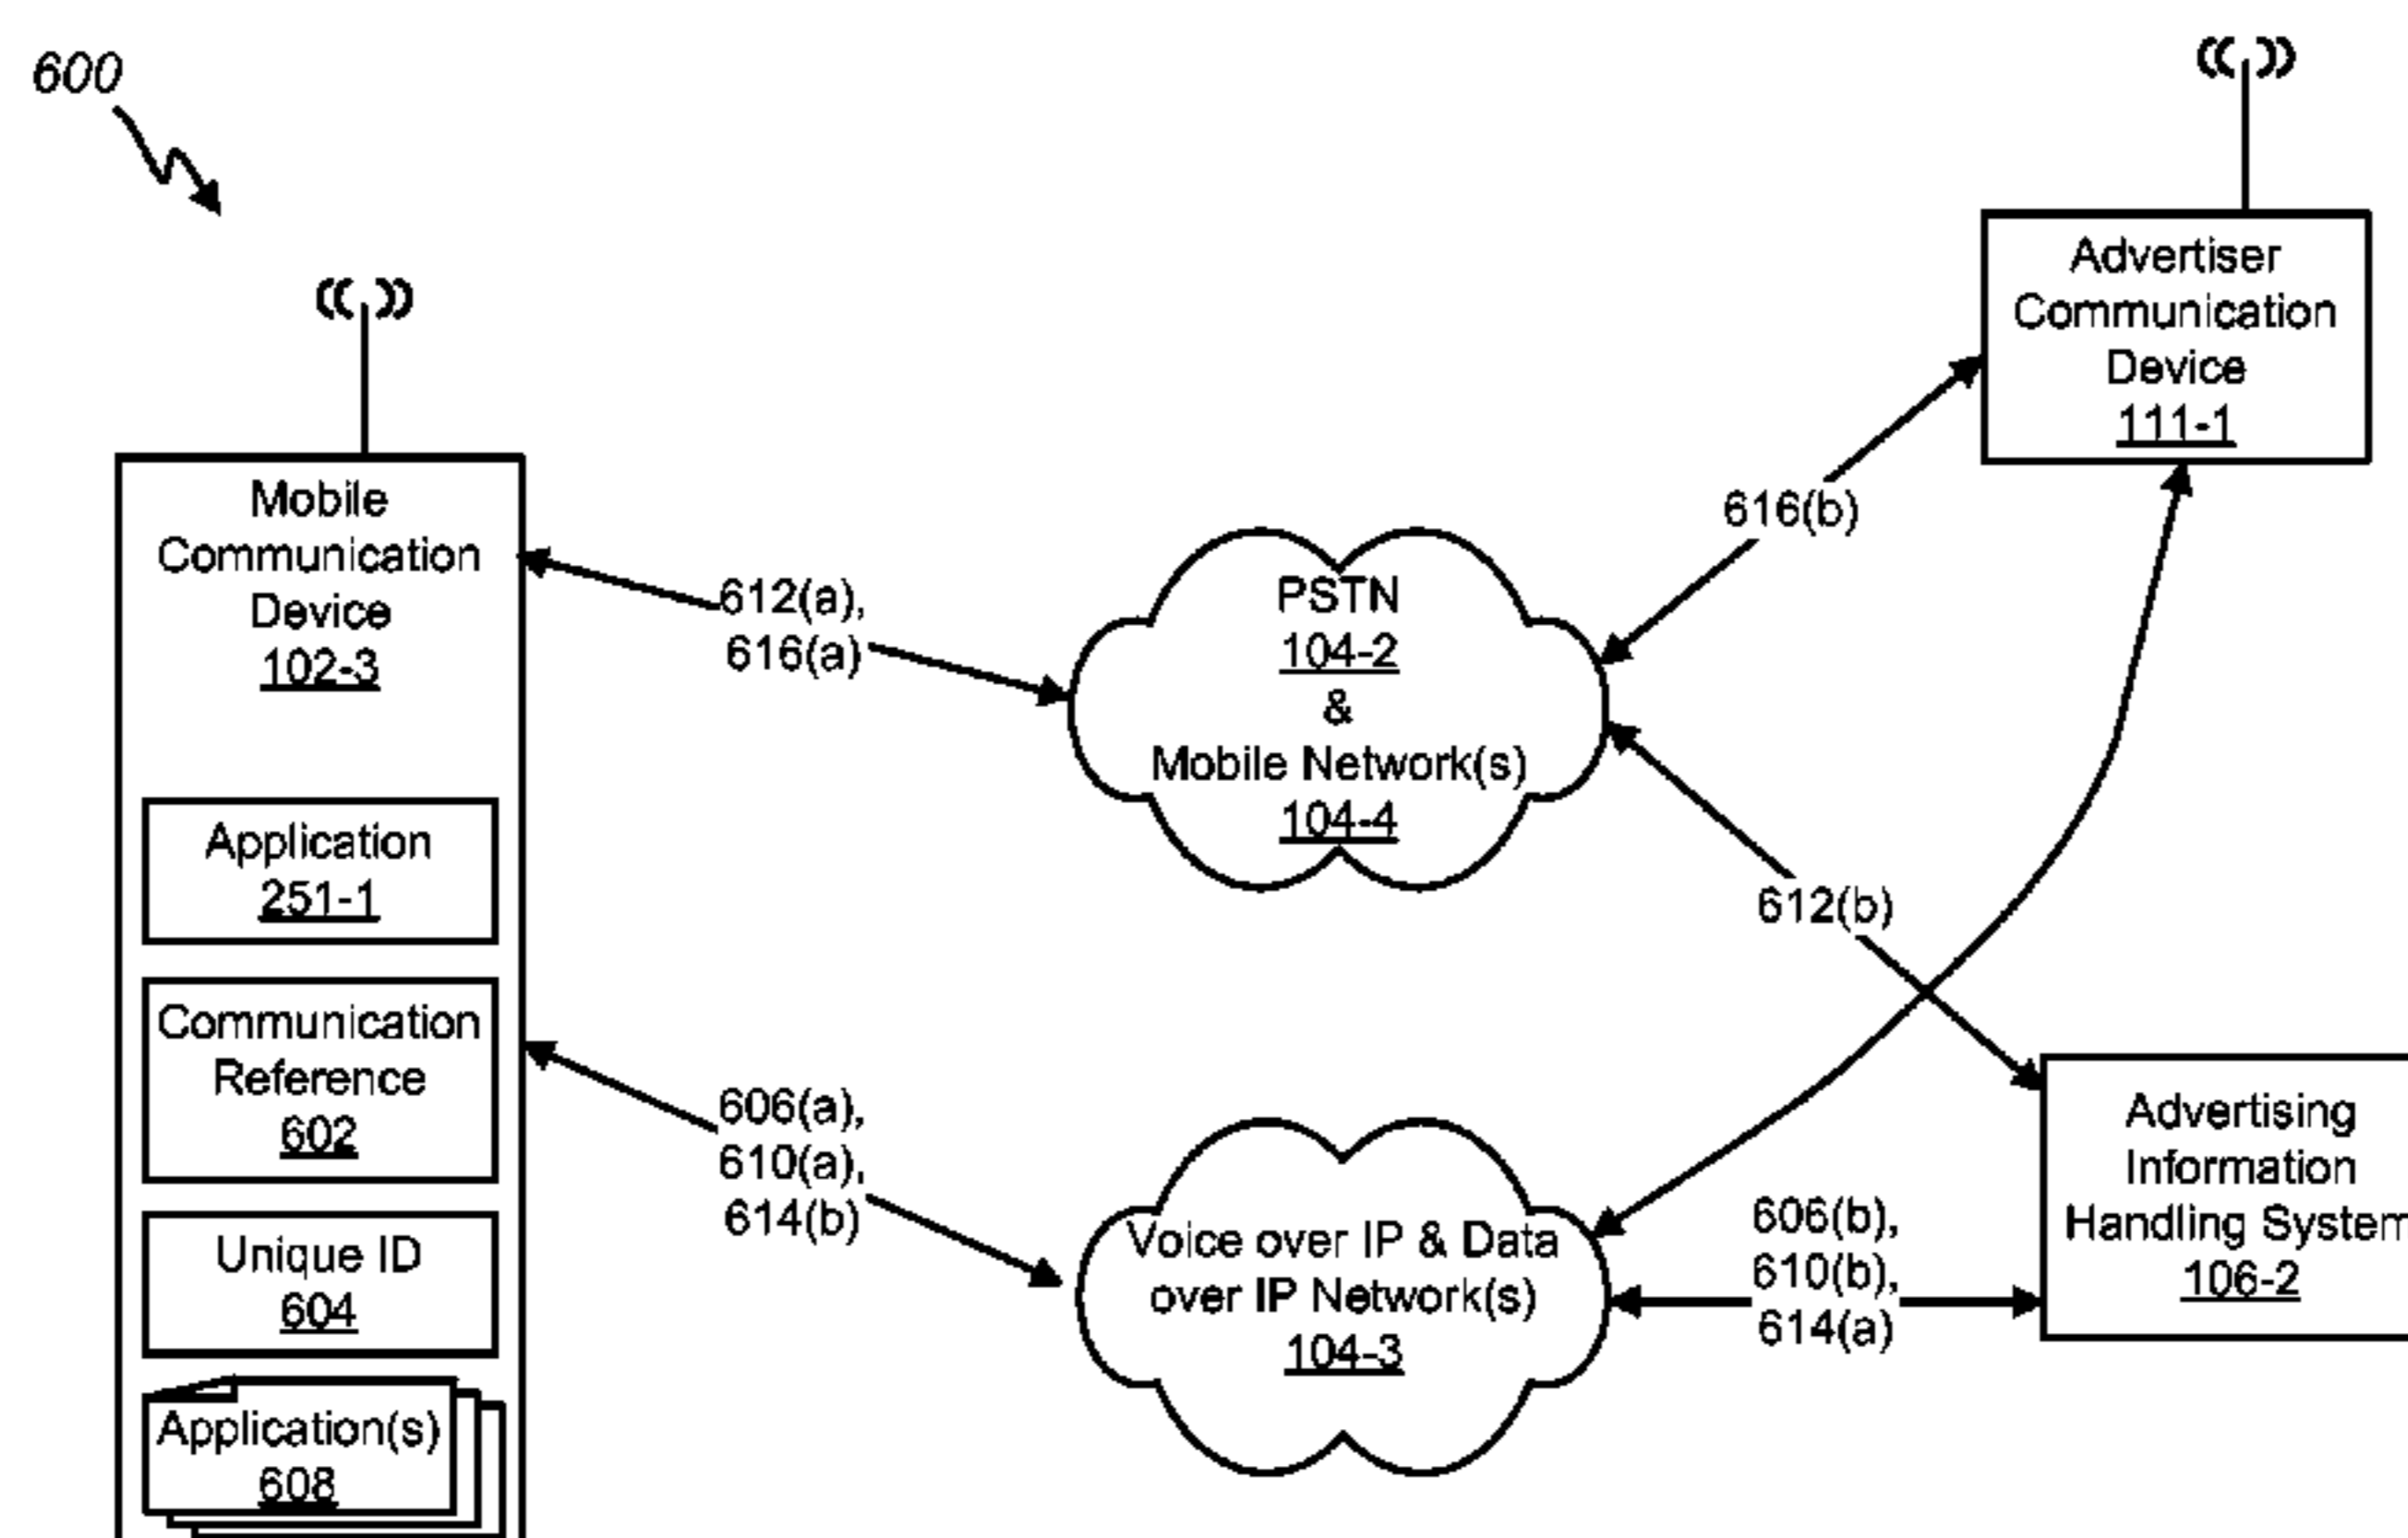 600
Mobile
Communication
Device
102-3
Application
251-1
Communication
Reference
602
Unique ID
604
Application(s)
608
612(a),
616(a)
606(a),
610(a),
614(b)
PSTN
104-2
&
Mobile Network(s)
104-4
Voice over IP & Data
over IP Network(s)
104-3
616(b)
612(b)
606(b),
610(b),
614(a)
Advertiser
Communication
Device
111-1
Advertising
Information
Handling System
106-2